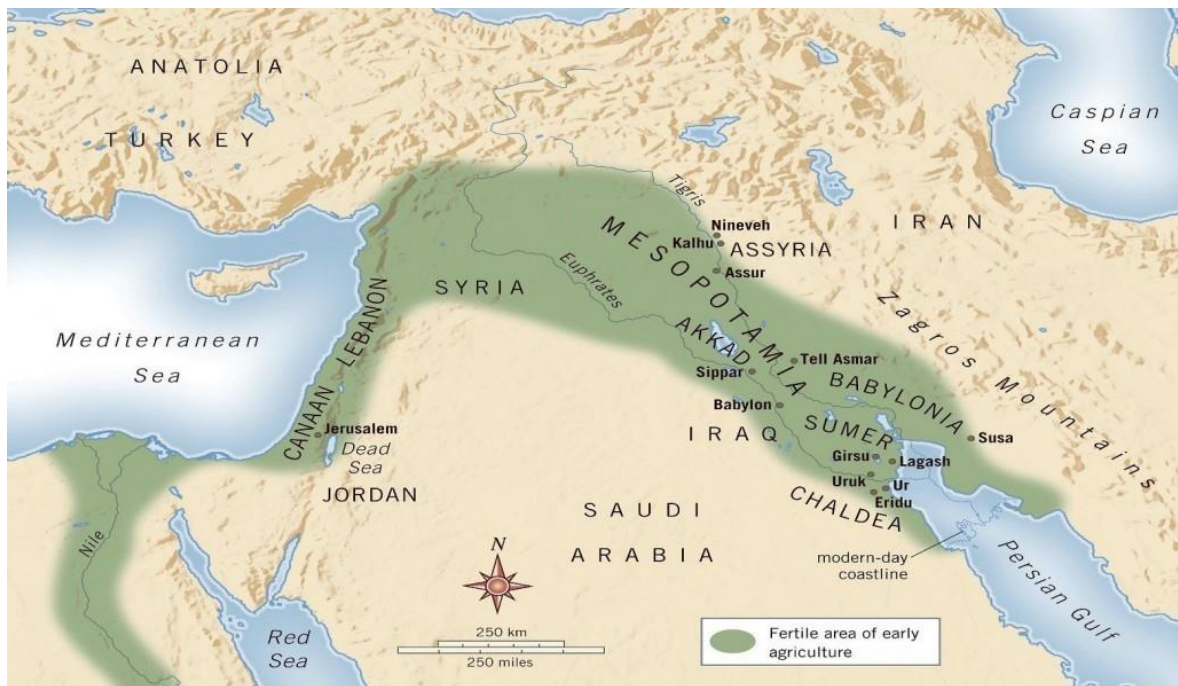 ANATOLIA
TURKEY
Caspian
Sea
Tigris
IRAN
Nineveh
Kalhu
ASSYRIA
Assur
MESOPOTAMIA
Euphrates
SYRIA
LEBANON
Mediterranean
Sea
AKKAD
Zagros Mountains
Tell Asmar
Sippar
BABYLONIA
Babylon
CANAAN
Jerusalem
Dead
Sea
IRAQ
SUMER
Susa
Girsu
Lagash
Uruk
Ur
Eridu
JORDAN
CHALDEA
SAUDI
ARABIA
Nile
N
modern-day
coastline
Persian Gulf
Red
Sea
250 km
250 miles
Fertile area of early
agriculture